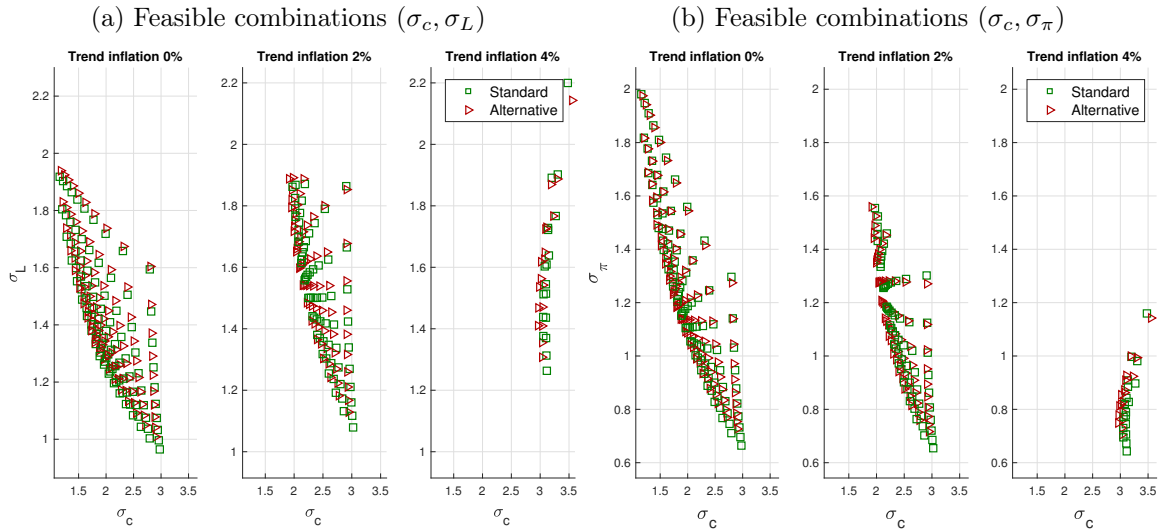 (a) Feasible combinations (σc, σL)
(b) Feasible combinations (σc, σπ)
Trend inflation 0%
Trend inflation 2%
Trend inflation 4%
Trend inflation 0%
Trend inflation 2%
Trend inflation 4%
Standard
Alternative
Standard
Alternative
σL
2.2
2
1.8
1.6
1.4
1.2
1
2.2
2
1.8
1.6
1.4
1.2
1
2.2
2
1.8
1.6
1.4
1.2
1
σπ
2
1.8
1.6
1.4
1.2
1
0.8
0.6
2
1.8
1.6
1.4
1.2
1
0.8
0.6
2
1.8
1.6
1.4
1.2
1
0.8
0.6
1.5 2 2.5 3 3.5
1.5 2 2.5 3 3.5
1.5 2 2.5 3 3.5
1.5 2 2.5 3 3.5
1.5 2 2.5 3 3.5
1.5 2 2.5 3 3.5
σc
σc
σc
σc
σc
σc